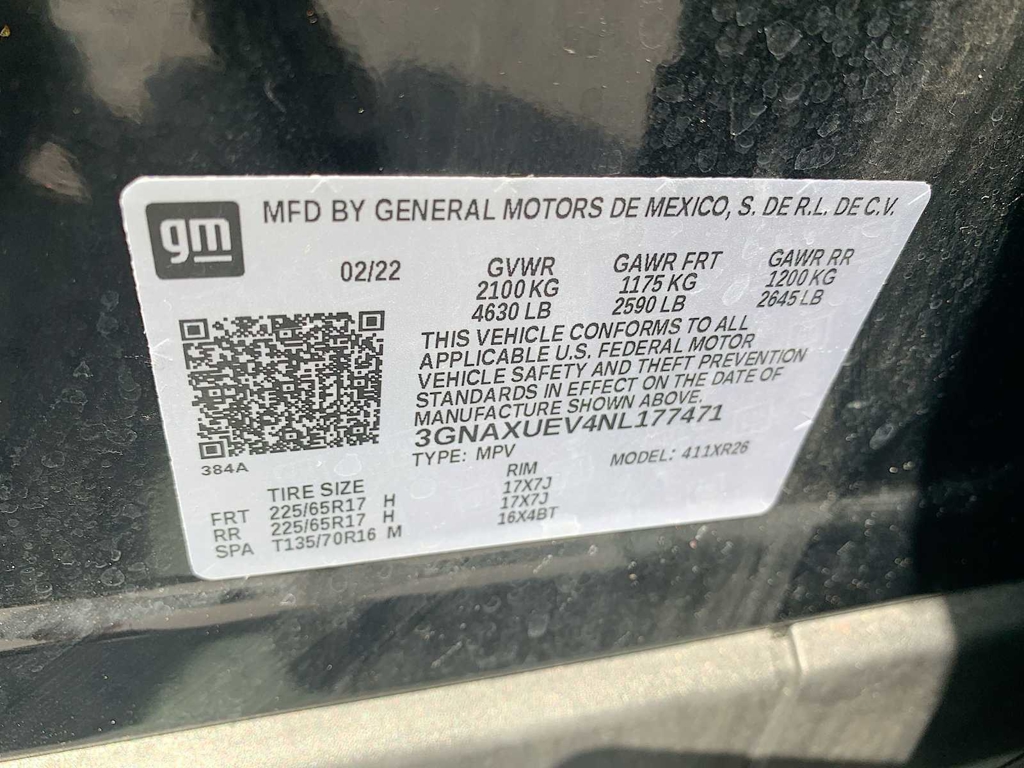 gm
MFD BY GENERAL MOTORS DE MEXICO, S. DE R.L. DE C.V.
02/22
GVWR
2100 KG
4630 LB
GAWR FRT
1175 KG
2590 LB
GAWR RR
1200 KG
2645 LB
THIS VEHICLE CONFORMS TO ALL
APPLICABLE U.S. FEDERAL MOTOR
VEHICLE SAFETY AND THEFT PREVENTION
STANDARDS IN EFFECT ON THE DATE OF
MANUFACTURE SHOWN ABOVE.
3GNAXUEV4NL177471
TYPE: MPV
MODEL: 411XR26
384A
TIRE SIZE
RIM
FRT 225/65R17 H 17X7J
RR 225/65R17 H 17X7J
SPA T135/70R16 M 16X4BT